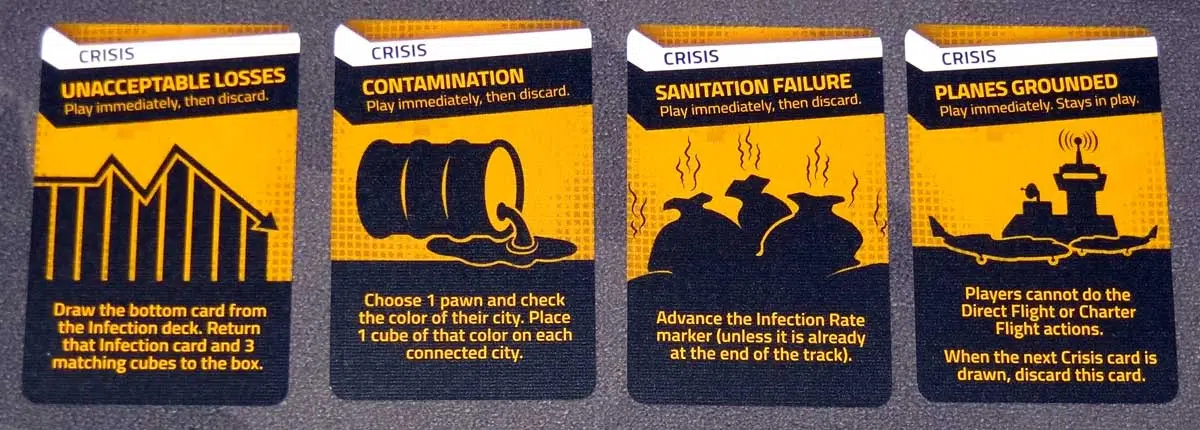 CRISIS
UNACCEPTABLE LOSSES
Play immediately, then discard.
Draw the bottom card from
the Infection deck. Return
that Infection card and 3
matching cubes to the box.
CRISIS
CONTAMINATION
Play immediately, then discard.
Choose 1 pawn and check
the color of their city. Place
1 cube of that color on each
connected city.
CRISIS
SANITATION FAILURE
Play immediately, then discard.
Advance the Infection Rate
marker (unless it is already
at the end of the track).
CRISIS
PLANES GROUNDED
Play immediately. Stays in play.
Players cannot do the
Direct Flight or Charter
Flight actions.
When the next Crisis card is
drawn, discard this card.